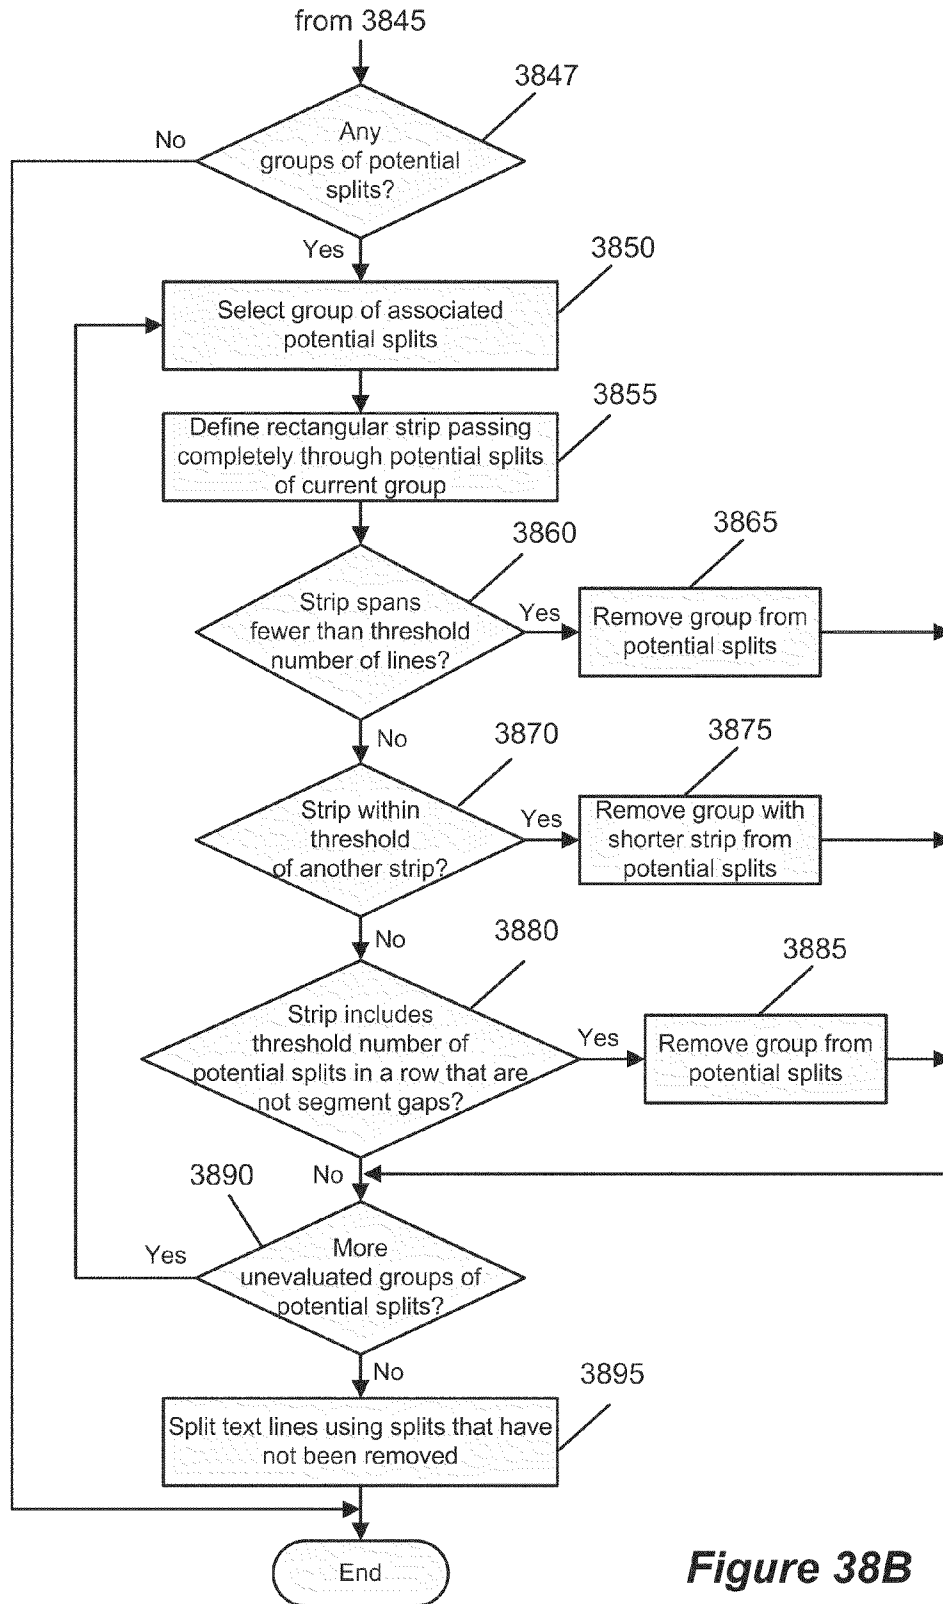 from 3845
3847
Any
groups of potential
splits?
No
Yes
3850
Select group of associated
potential splits
3855
Define rectangular strip passing
completely through potential splits
of current group
3860
Strip spans
fewer than threshold
number of lines?
Yes
3865
Remove group from
potential splits
No
3870
Strip within
threshold
of another strip?
Yes
3875
Remove group with
shorter strip from
potential splits
No
3880
Strip includes
threshold number of
potential splits in a row that are
not segment gaps?
Yes
3885
Remove group from
potential splits
No
3890
More
unevaluated groups of
potential splits?
Yes
No
3895
Split text lines using splits that have
not been removed
End
Figure 38B